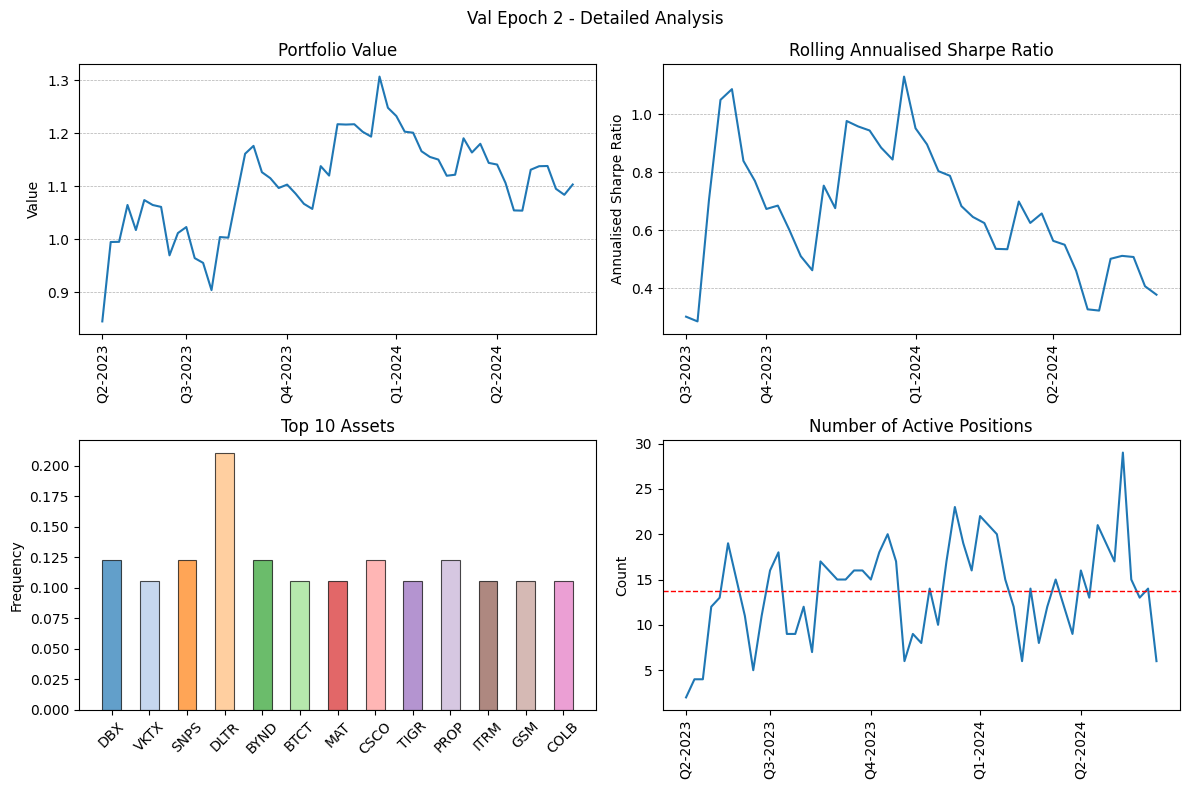 Val Epoch 2 - Detailed Analysis
Portfolio Value
Value
1.3
1.2
1.1
1.0
0.9
Q2-2023
Q3-2023
Q4-2023
Q1-2024
Q2-2024
Rolling Annualised Sharpe Ratio
Annualised Sharpe Ratio
1.0
0.8
0.6
0.4
Q3-2023
Q4-2023
Q1-2024
Q2-2024
Top 10 Assets
Frequency
0.200
0.175
0.150
0.125
0.100
0.075
0.050
0.025
0.000
DBX
VKTX
SNPS
DLTR
BYND
BTCT
MAT
CSCO
TIGR
PROP
ITRM
GSM
COLB
Number of Active Positions
Count
30
25
20
15
10
5
Q2-2023
Q3-2023
Q4-2023
Q1-2024
Q2-2024